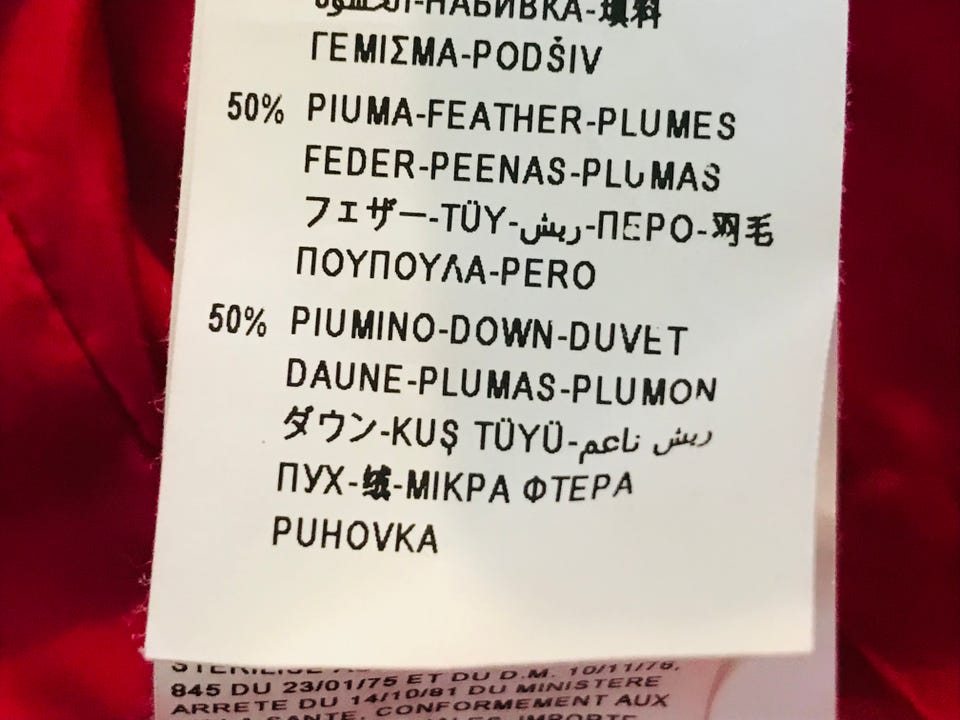 الحشوة-НАБИВКА-填料
ΓΕΜΙΣΜΑ-PODŠIV
50% PIUMA-FEATHER-PLUMES
FEDER-PEENAS-PLUMAS
フェザー-TÜY-ريش-ПЕРО-羽毛
ΠΟΥΠΟΥΛΑ-PERO
50% PIUMINO-DOWN-DUVET
DAUNE-PLUMAS-PLUMON
ダウン-KUŞ TÜYÜ-ريش ناعم
ПУХ-绒-ΜΙΚΡΑ ΦΤΕΡΑ
PUHOVKA
845 DU 23/01/75 ET DU D.M. 10/11/76,
ARRETE DU 14/10/81 DU MINISTERE
SANTE, CONFORMEMENT AUX